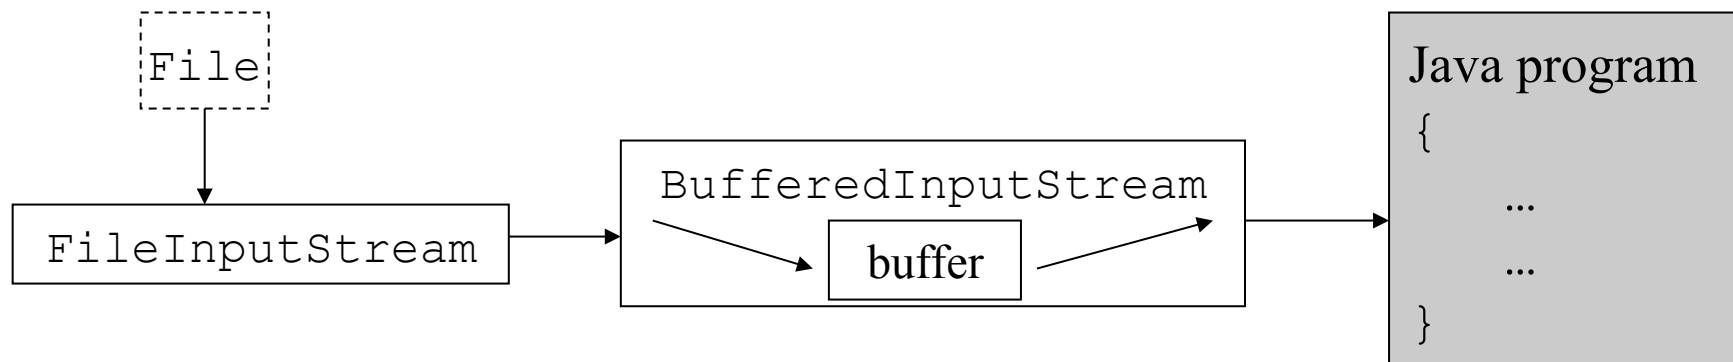 File
FileInputStream
BufferedInputStream
buffer
Java program
{
...
...
}